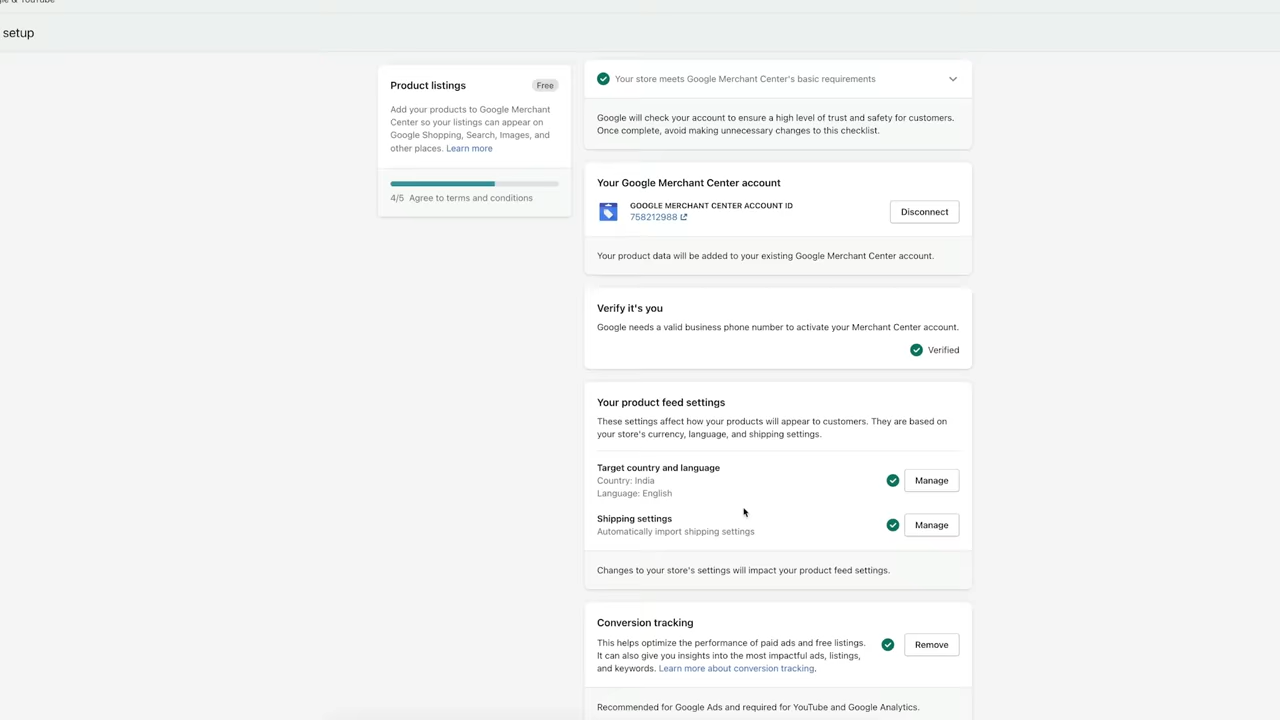 setup
Product listings
Free
Add your products to Google Merchant
Center so your listings can appear on
Google Shopping, Search, Images, and
other places. Learn more
4/5 Agree to terms and conditions
Your store meets Google Merchant Center's basic requirements
Google will check your account to ensure a high level of trust and safety for customers.
Once complete, avoid making unnecessary changes to this checklist.
Your Google Merchant Center account
GOOGLE MERCHANT CENTER ACCOUNT ID
758212988
Disconnect
Your product data will be added to your existing Google Merchant Center account.
Verify it's you
Google needs a valid business phone number to activate your Merchant Center account.
Verified
Your product feed settings
These settings affect how your products will appear to customers. They are based on
your store's currency, language, and shipping settings.
Target country and language
Country: India
Language: English
Manage
Shipping settings
Automatically import shipping settings
Manage
Changes to your store's settings will impact your product feed settings.
Conversion tracking
This helps optimize the performance of paid ads and free listings.
It can also give you insights into the most impactful ads, listings,
and keywords. Learn more about conversion tracking.
Remove
Recommended for Google Ads and required for YouTube and Google Analytics.